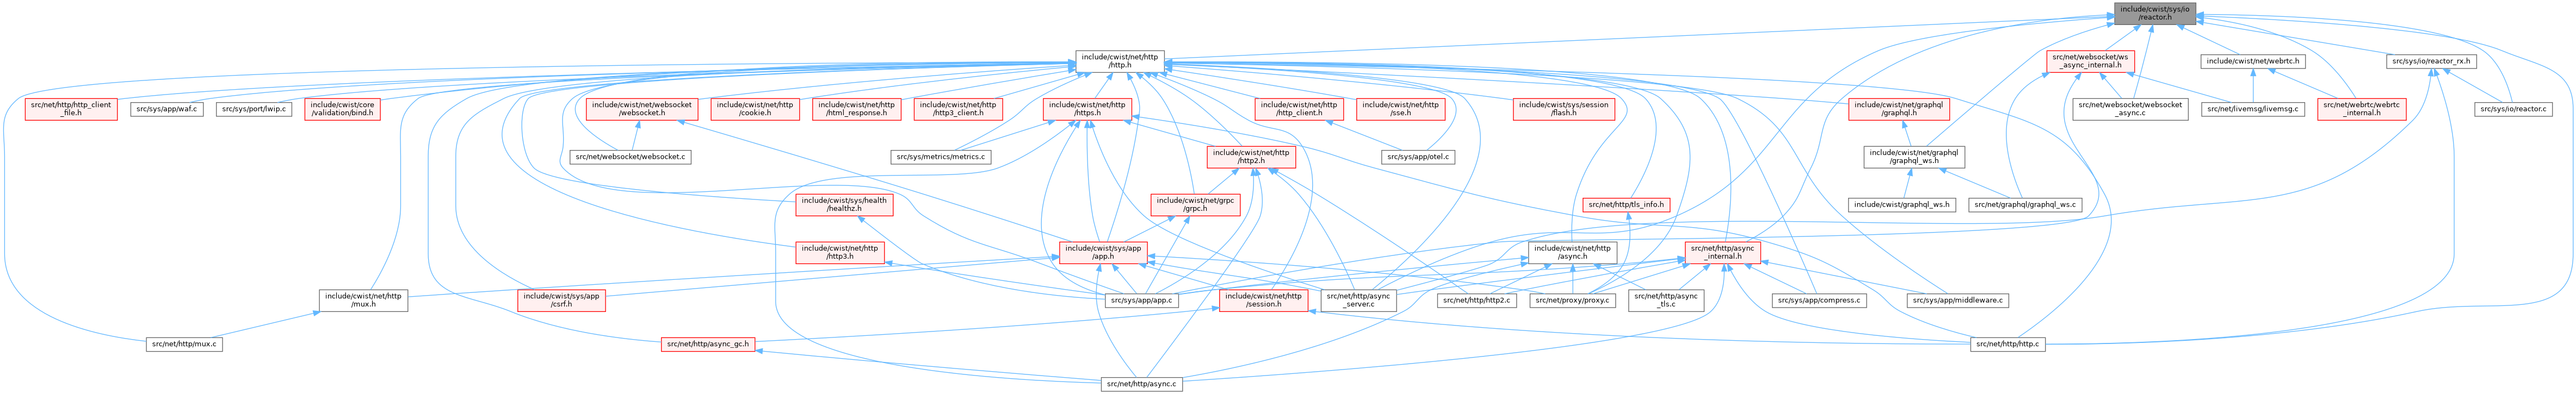 include/cwist/sys/io
/reactor.h
include/cwist/net/http
/http.h
src/net/websocket/ws
_async_internal.h
include/cwist/net/webrtc.h
src/sys/io/reactor_rx.h
src/net/http/http_client
_file.h
src/sys/app/waf.c
src/sys/port/lwip.c
include/cwist/core
/validation/bind.h
include/cwist/net/websocket
/websocket.h
include/cwist/net/http
/cookie.h
include/cwist/net/http
/html_response.h
include/cwist/net/http
/http3_client.h
include/cwist/net/http
/https.h
include/cwist/net/http
/http_client.h
include/cwist/net/http
/sse.h
include/cwist/sys/session
/flash.h
include/cwist/net/graphql
/graphql.h
src/net/websocket/websocket
_async.c
src/net/livemsg/livemsg.c
src/net/webrtc/webrtc
_internal.h
src/sys/io/reactor.c
src/net/websocket/websocket.c
src/sys/metrics/metrics.c
include/cwist/net/http
/http2.h
src/sys/app/otel.c
include/cwist/net/graphql
/graphql_ws.h
include/cwist/sys/health
/healthz.h
include/cwist/net/grpc
/grpc.h
src/net/http/tls_info.h
include/cwist/graphql_ws.h
src/net/graphql/graphql_ws.c
include/cwist/net/http
/http3.h
include/cwist/sys/app
/app.h
include/cwist/net/http
/async.h
src/net/http/async
_internal.h
include/cwist/net/http
/mux.h
include/cwist/sys/app
/csrf.h
src/sys/app/app.c
include/cwist/net/http
/session.h
src/net/http/async
_server.c
src/net/http/http2.c
src/net/proxy/proxy.c
src/net/http/async
_tls.c
src/sys/app/compress.c
src/sys/app/middleware.c
src/net/http/mux.c
src/net/http/async_gc.h
src/net/http/http.c
src/net/http/async.c